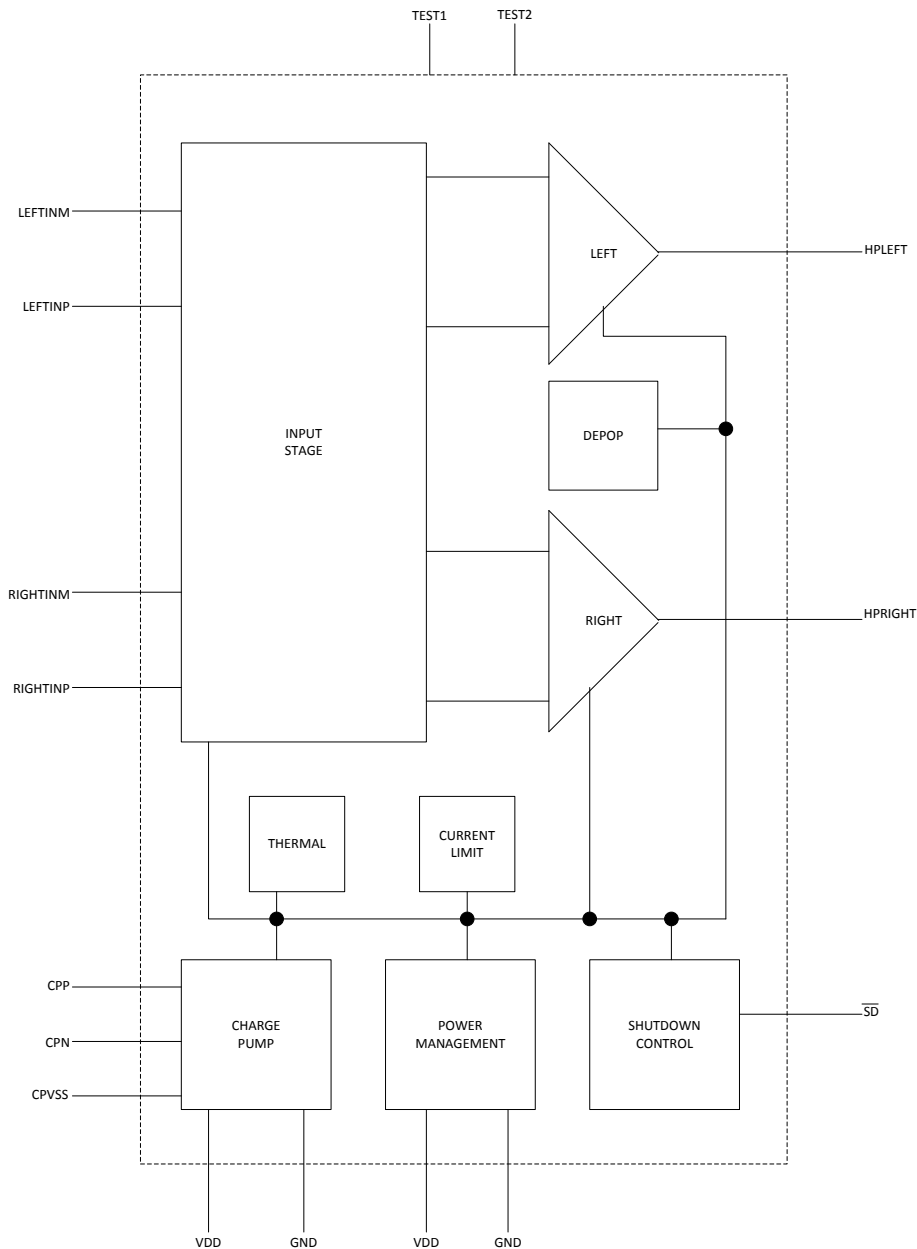 TEST1
TEST2
LEFTINM
LEFTINP
RIGHTINM
RIGHTINP
INPUT
STAGE
LEFT
HPLEFT
DEPOP
RIGHT
HPRIGHT
THERMAL
CURRENT
LIMIT
CPP
CPN
CPVSS
CHARGE
PUMP
POWER
MANAGEMENT
SHUTDOWN
CONTROL
S̅D̅
VDD
GND
VDD
GND